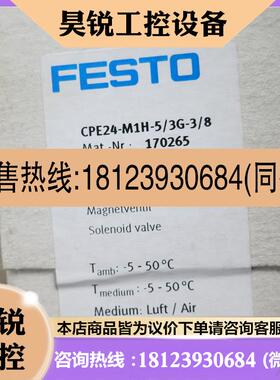 昊锐工控设备
FESTO
CPE24-M1H-5/3G-3/8
Mat.-Nr.: 170265
售热线:18123930684(同
Magnetventil
Solenoid valve
Tamb: -5 - 50°C
Tmedium: -5 - 50°C
Medium: Luft / Air
锐
控
本店商品皆为议价下单请咨询客服
咨询热线:18123930684 (微